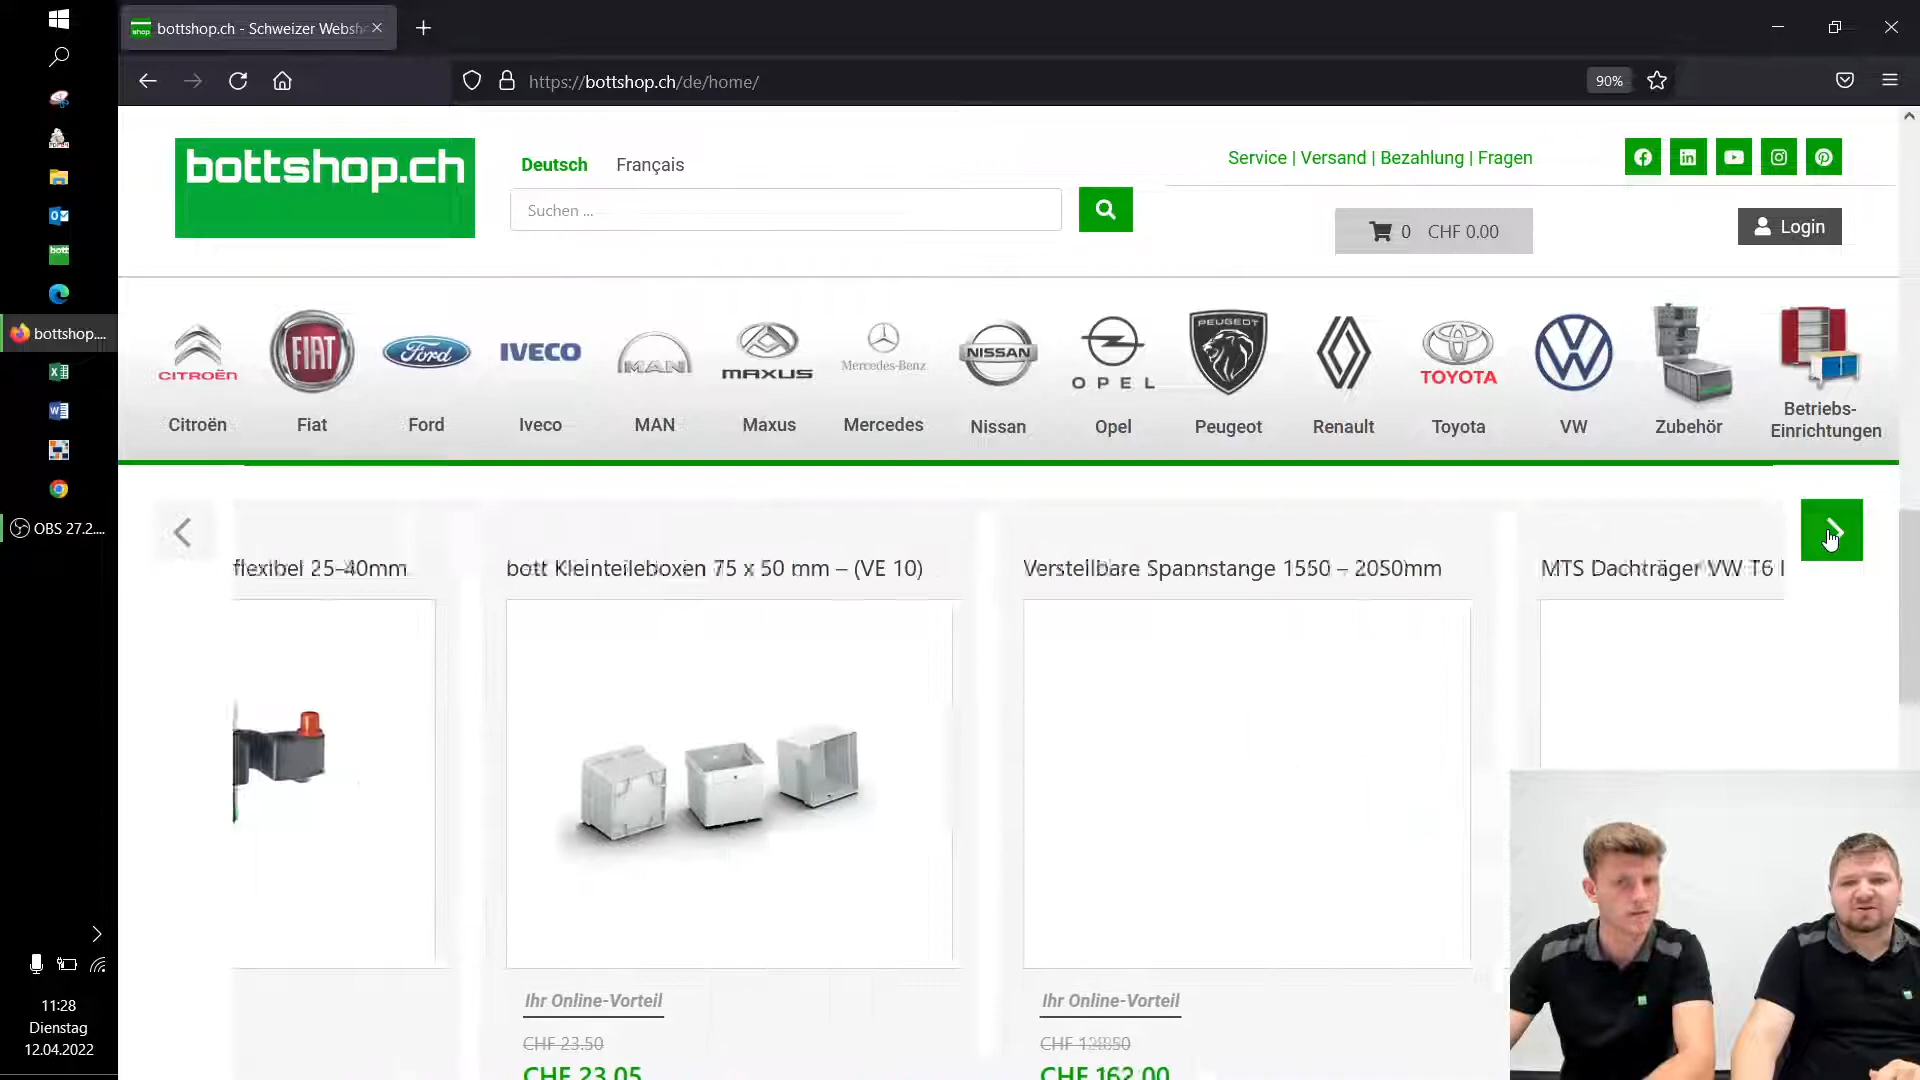 bottshop.ch - Schweizer Websh
https://bottshop.ch/de/home/
90%
bottshop.ch
Deutsch
Français
Suchen ...
Service | Versand | Bezahlung | Fragen
0 CHF 0.00
Login
CITROËN
FIAT
Ford
IVECO
MAN
MAXUS
Mercedes-Benz
NISSAN
OPEL
PEUGEOT
TOYOTA
Citroën
Fiat
Ford
Iveco
MAN
Maxus
Mercedes
Nissan
Opel
Peugeot
Renault
Toyota
VW
Zubehör
Betriebs-
Einrichtungen
flexibel 25–40mm
bott Kleinteileboxen 75 x 50 mm – (VE 10)
Verstellbare Spannstange 1550 – 2050mm
MTS Dachträger VW T6
Ihr Online-Vorteil
CHF 23.50
CHF 23.05
Ihr Online-Vorteil
CHF 162.00
shop
bott
bottshop....
OBS 27.2....
11:28
Dienstag
12.04.2022